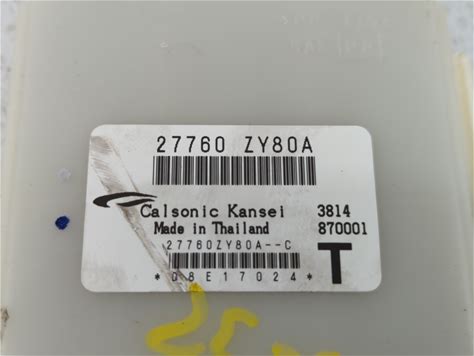 27760 ZY80A
Calsonic Kansei 3814
Made in Thailand 870001
27760ZY80A--C
T
*08E17024*